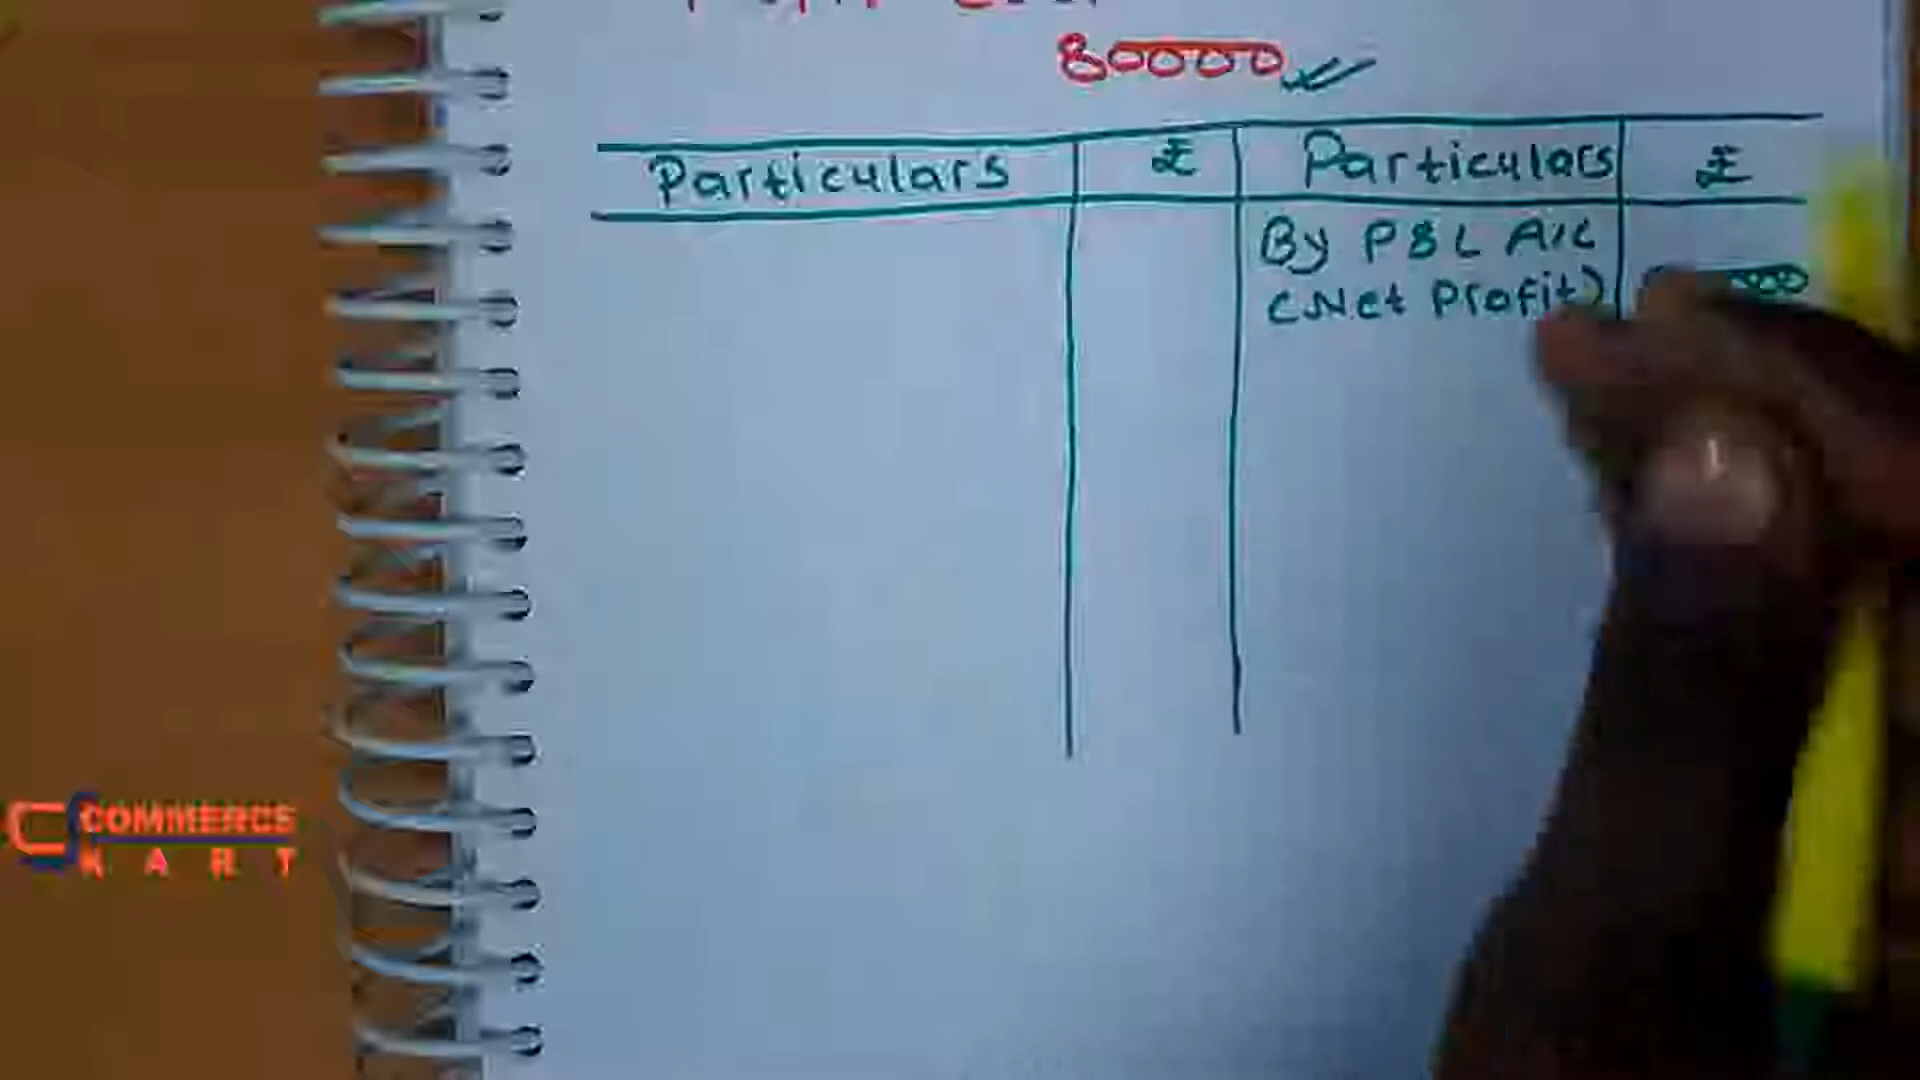 80000
Particulars ₹ Particulars ₹
By P&L A/C
(Net Profit)
COMMERCE
KART